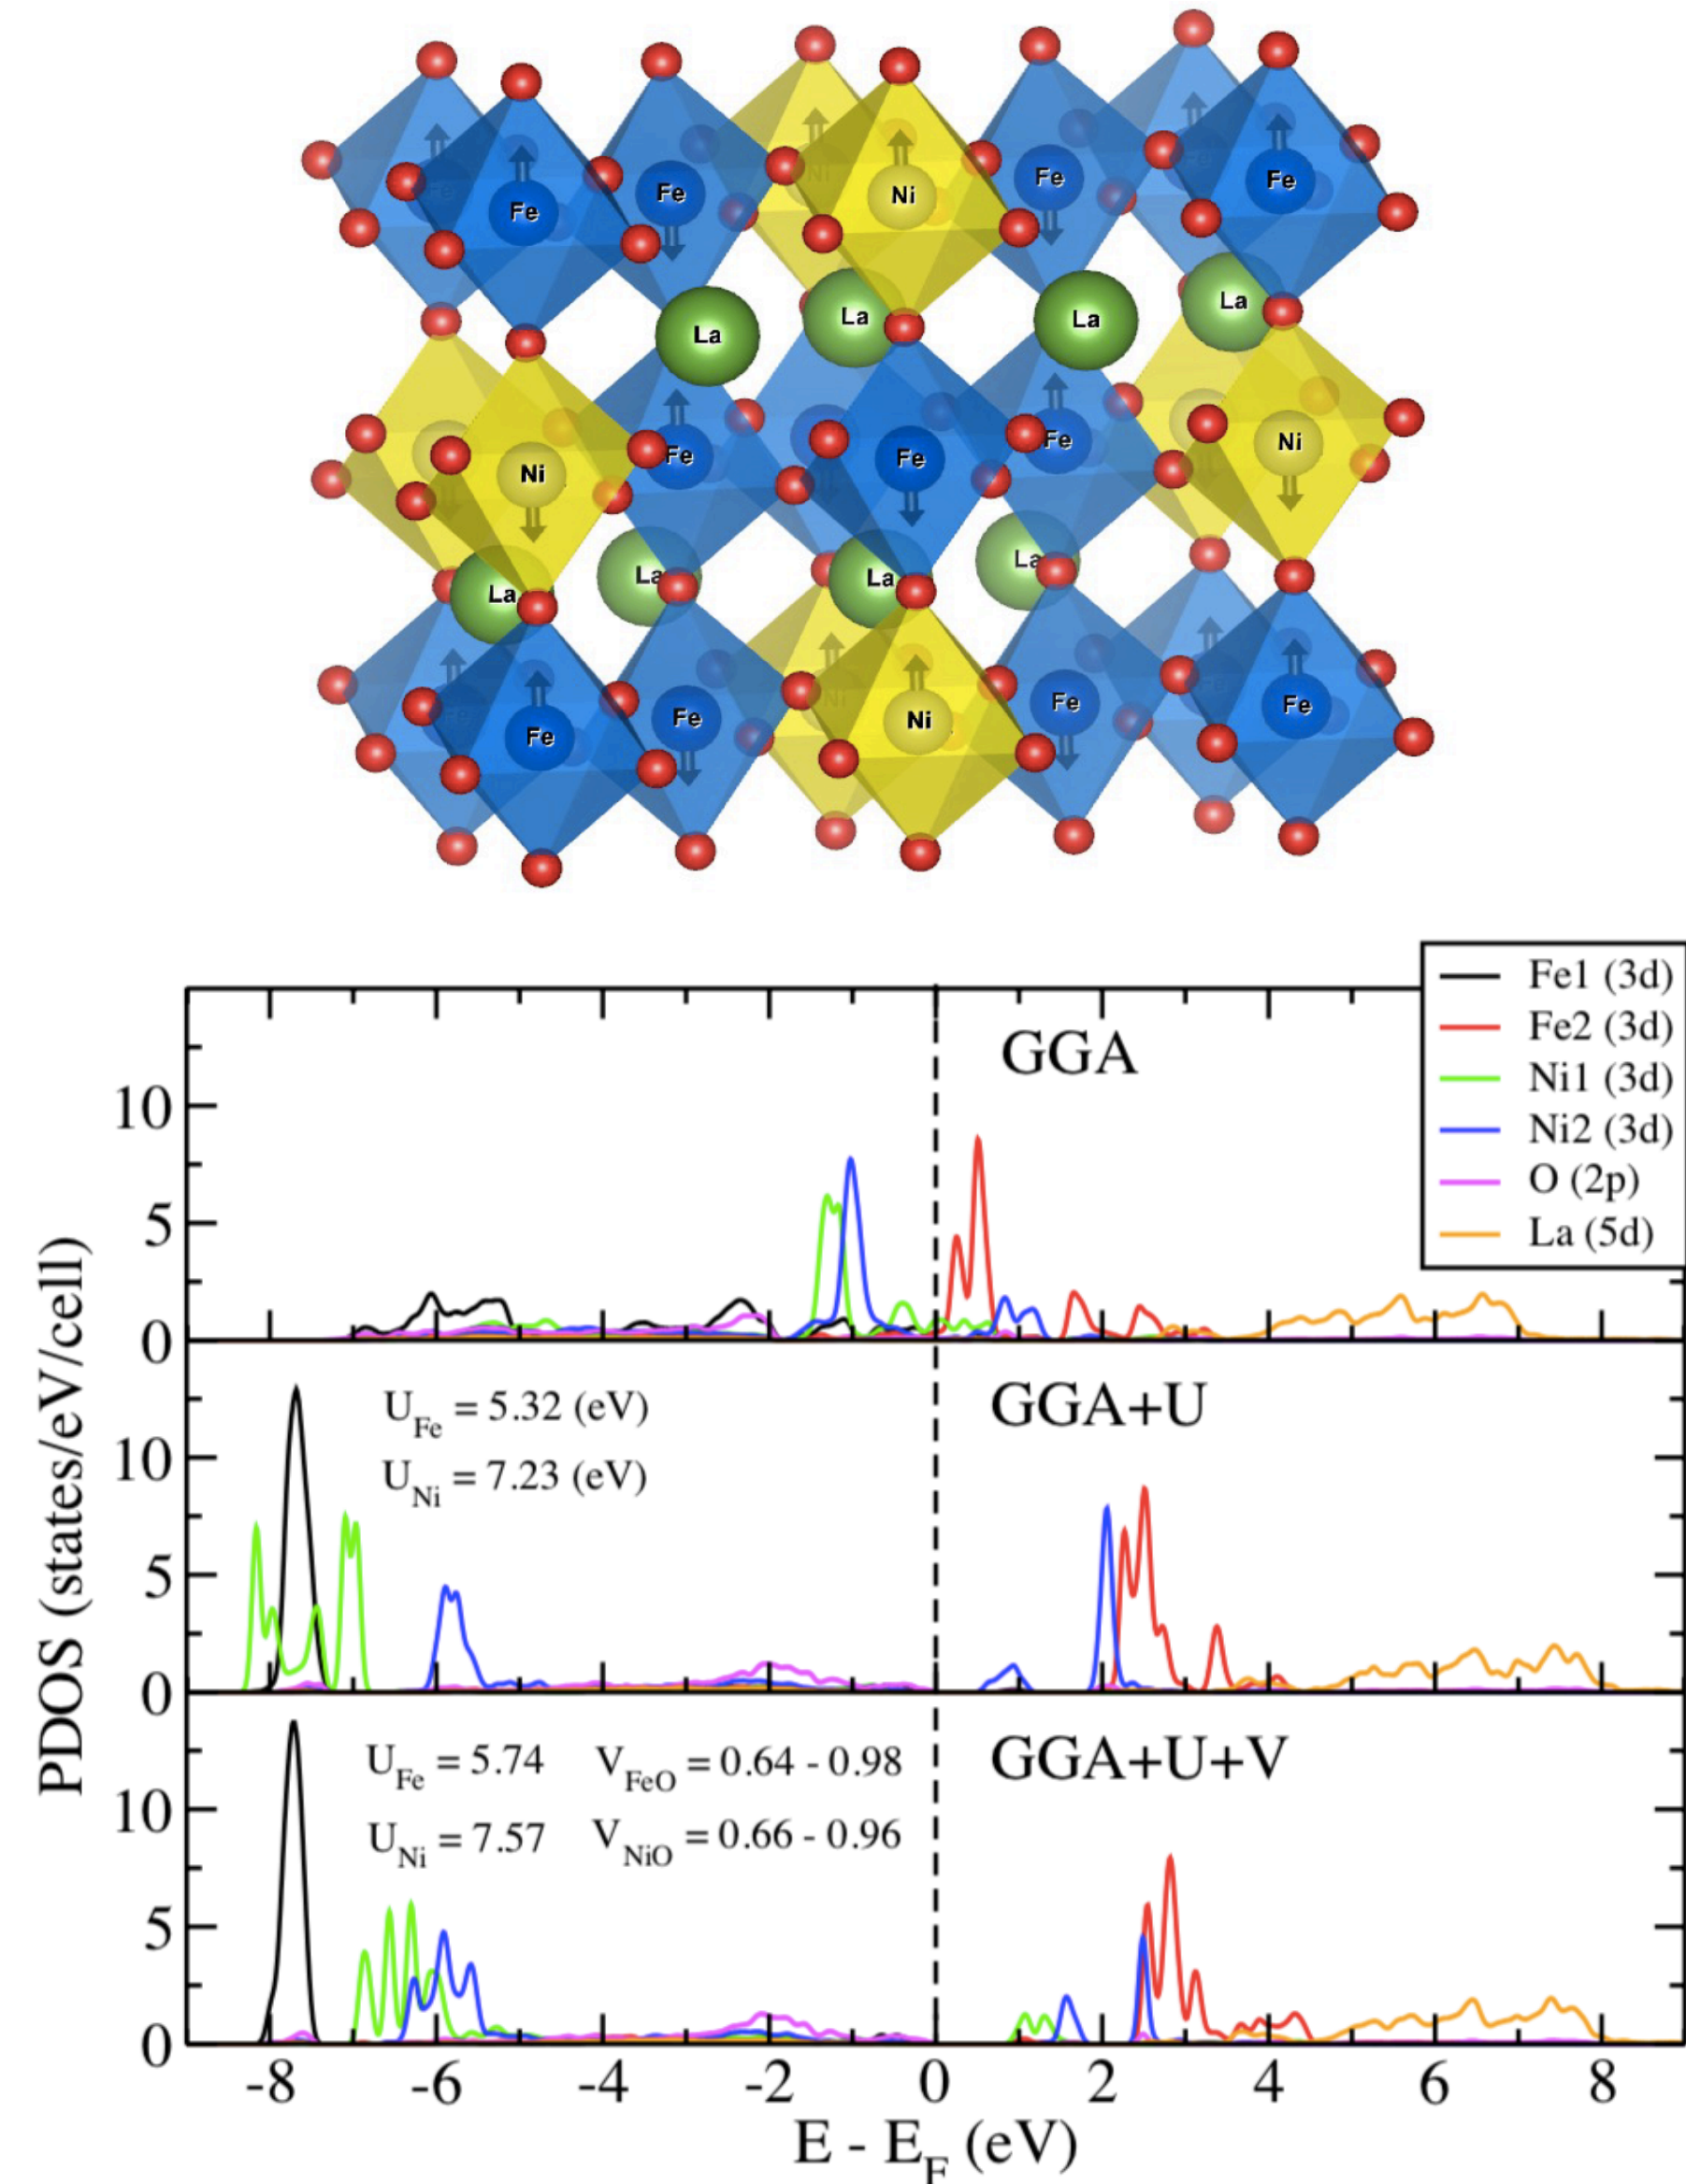 Fe Fe Ni Fe Fe
La La La La
Ni Fe Fe Fe Ni
La La La La
Fe Fe Ni Fe Fe
Fe1 (3d)
Fe2 (3d)
Ni1 (3d)
Ni2 (3d)
O (2p)
La (5d)
GGA
10
5
0
PDOS (states/eV/cell)
U_Fe = 5.32 (eV)
U_Ni = 7.23 (eV)
GGA+U
10
5
0
U_Fe = 5.74 V_FeO = 0.64 - 0.98
U_Ni = 7.57 V_NiO = 0.66 - 0.96
GGA+U+V
10
5
0
-8 -6 -4 -2 0 2 4 6 8
E - E_F (eV)